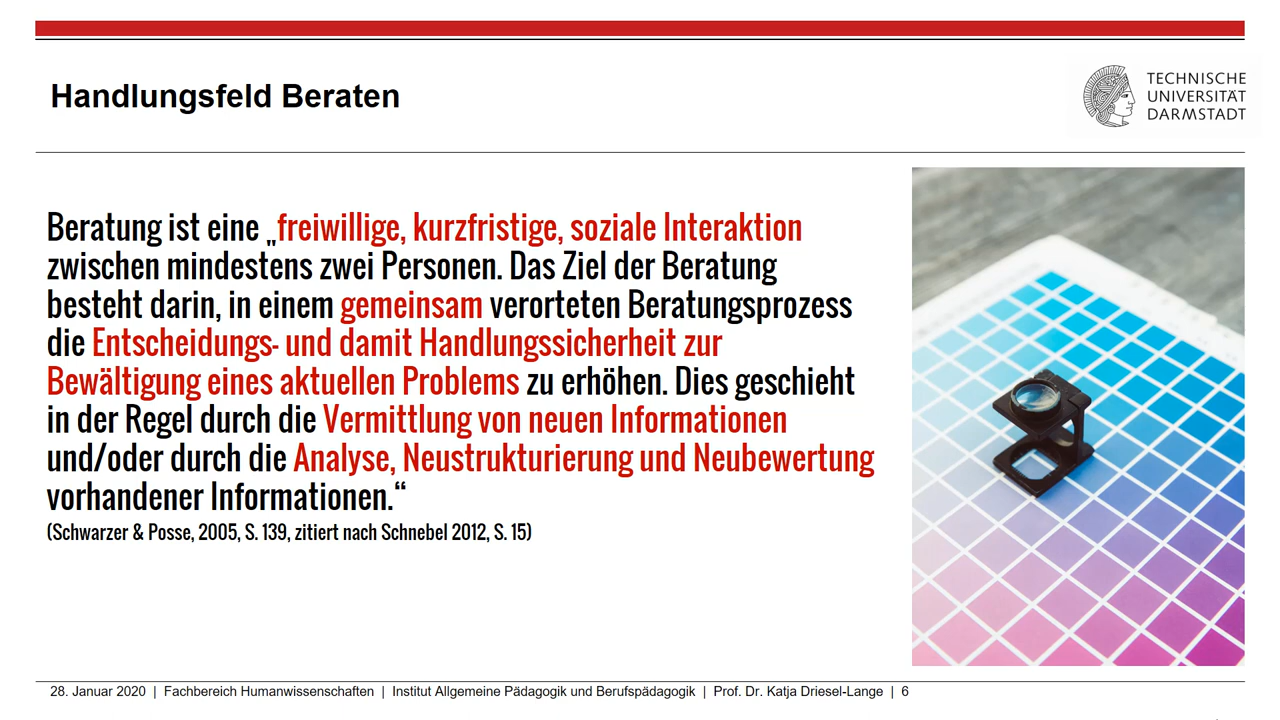 Handlungsfeld Beraten
TECHNISCHE
UNIVERSITÄT
DARMSTADT
Beratung ist eine „freiwillige, kurzfristige, soziale Interaktion
zwischen mindestens zwei Personen. Das Ziel der Beratung
besteht darin, in einem gemeinsam verorteten Beratungsprozess
die Entscheidungs- und damit Handlungssicherheit zur
Bewältigung eines aktuellen Problems zu erhöhen. Dies geschieht
in der Regel durch die Vermittlung von neuen Informationen
und/oder durch die Analyse, Neustrukturierung und Neubewertung
vorhandener Informationen.“
(Schwarzer & Posse, 2005, S. 139, zitiert nach Schnebel 2012, S. 15)
28. Januar 2020 | Fachbereich Humanwissenschaften | Institut Allgemeine Pädagogik und Berufspädagogik | Prof. Dr. Katja Driesel-Lange | 6